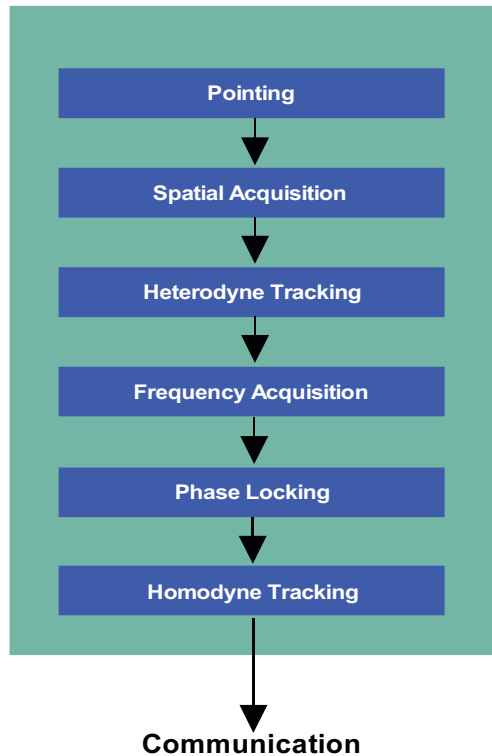 Pointing
Spatial Acquisition
Heterodyne Tracking
Frequency Acquisition
Phase Locking
Homodyne Tracking
Communication